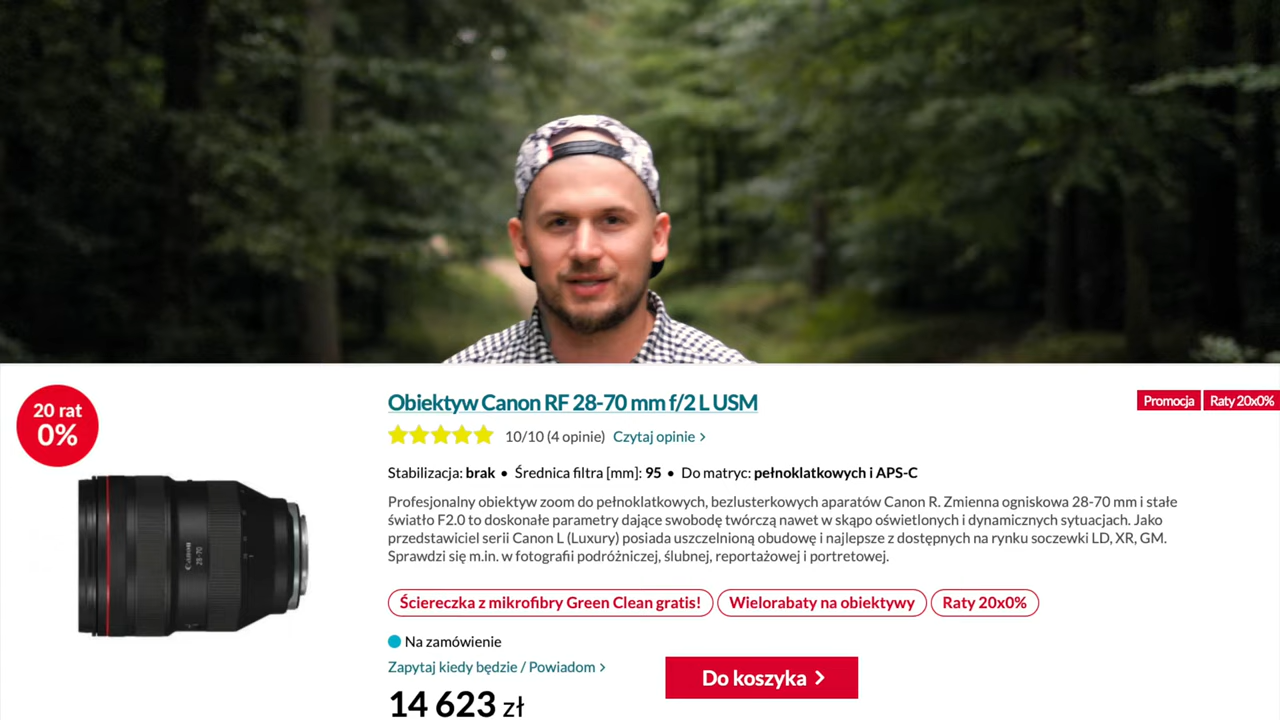 20 rat
0%
Obiektyw Canon RF 28-70 mm f/2 L USM
Promocja
Raty 20x0%
10/10 (4 opinie) Czytaj opinie >
Stabilizacja: brak • Średnica filtra [mm]: 95 • Do matryc: pełnoklatkowych i APS-C
Profesjonalny obiektyw zoom do pełnoklatkowych, bezlusterkowych aparatów Canon R. Zmienna ogniskowa 28-70 mm i stałe
światło F2.0 to doskonałe parametry dające swobodę twórczą nawet w skąpo oświetlonych i dynamicznych sytuacjach. Jako
przedstawiciel serii Canon L (Luxury) posiada uszczelnioną obudowę i najlepsze z dostępnych na rynku soczewki LD, XR, GM.
Sprawdzi się m.in. w fotografii podróżniczej, ślubnej, reportażowej i portretowej.
Canon
28-70
Ściereczka z mikrofibry Green Clean gratis!
Wielorabaty na obiektywy
Raty 20x0%
Na zamówienie
Zapytaj kiedy będzie / Powiadom >
Do koszyka >
14 623 zł